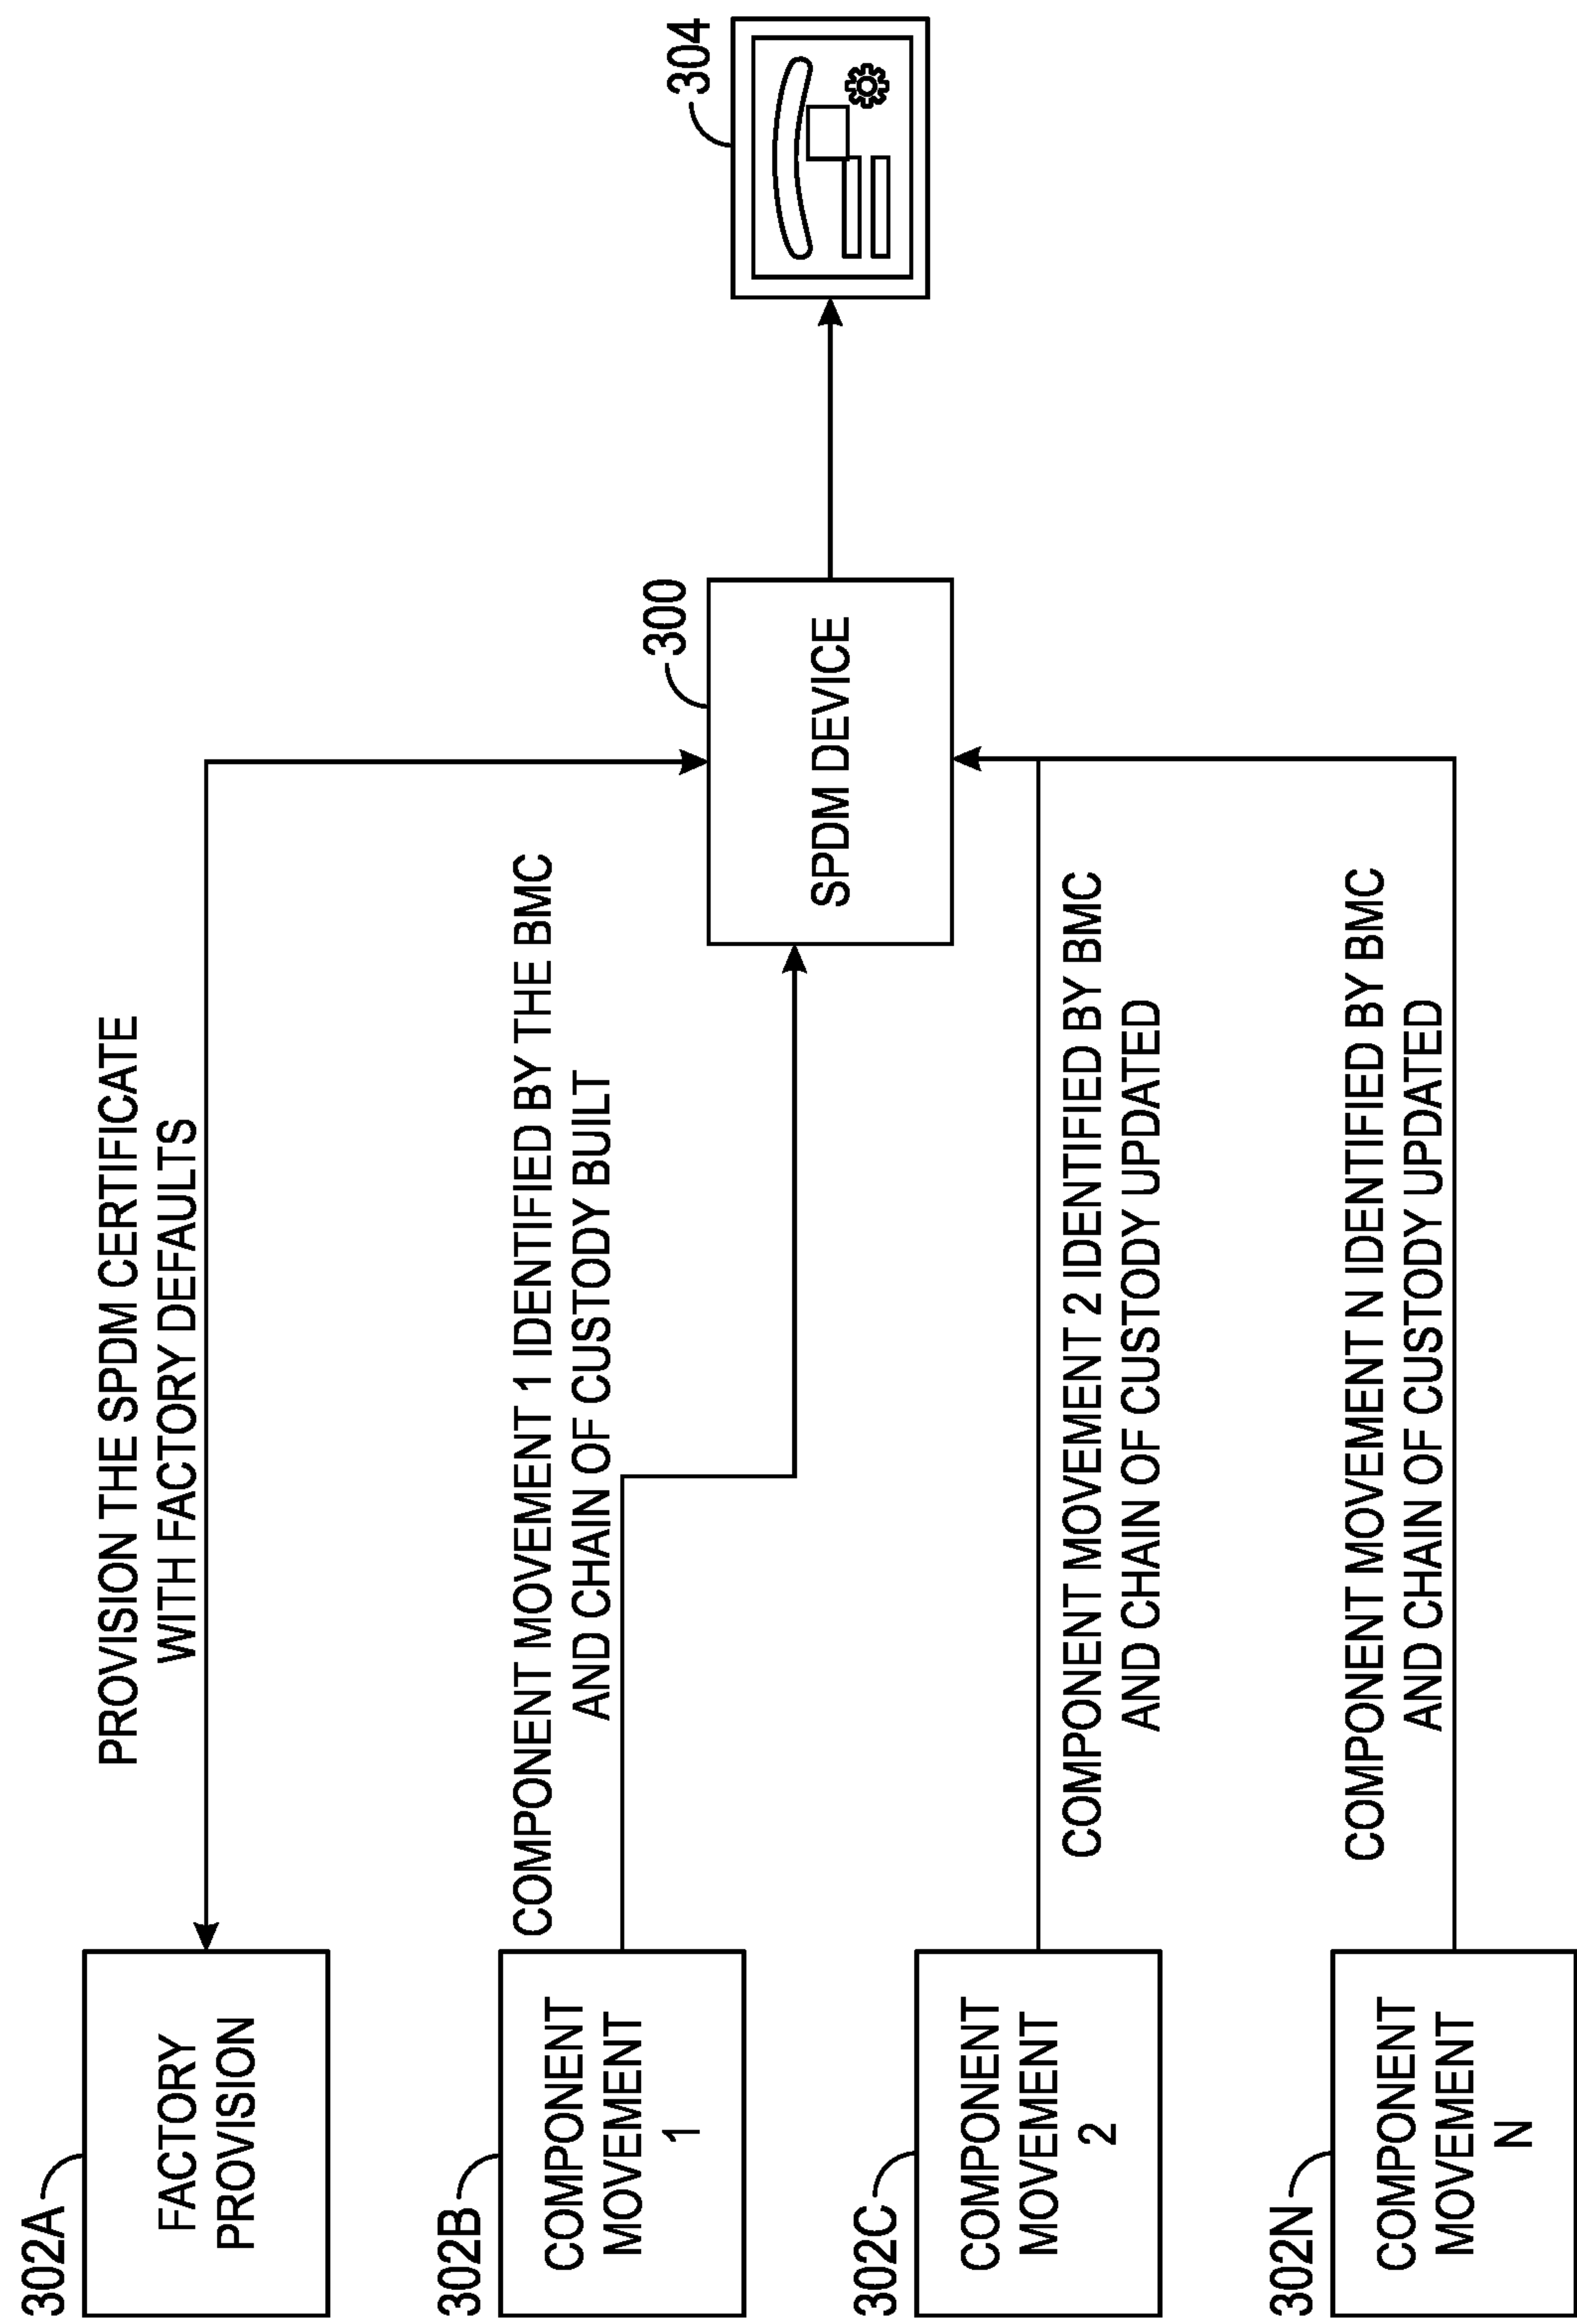 302A
FACTORY
PROVISION
PROVISION THE SPDM CERTIFICATE
WITH FACTORY DEFAULTS
302B
COMPONENT
MOVEMENT
1
COMPONENT MOVEMENT 1 IDENTIFIED BY THE BMC
AND CHAIN OF CUSTODY BUILT
302C
COMPONENT
MOVEMENT
2
COMPONENT MOVEMENT 2 IDENTIFIED BY BMC
AND CHAIN OF CUSTODY UPDATED
302N
COMPONENT
MOVEMENT
N
COMPONENT MOVEMENT N IDENTIFIED BY BMC
AND CHAIN OF CUSTODY UPDATED
300
SPDM DEVICE
304